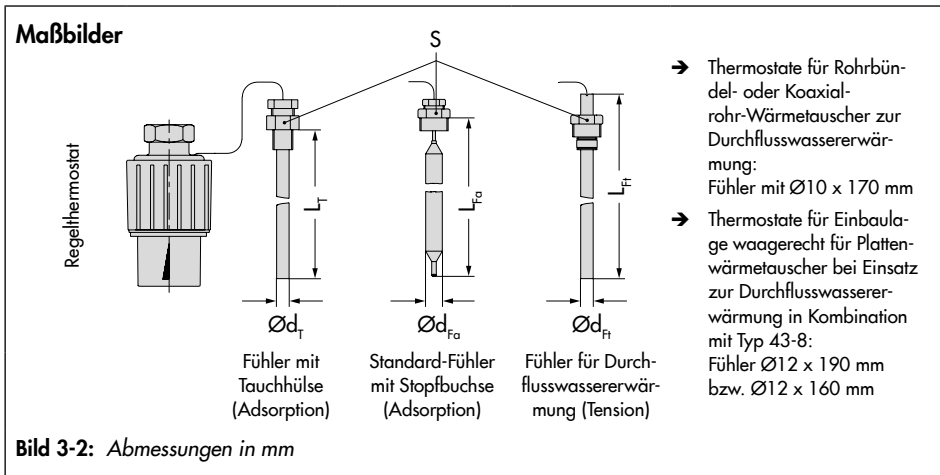 Maßbilder
S
Regelthermostat
L_T
L_Fa
L_Ft
Ød_T
Ød_Fa
Ød_Ft
Fühler mit
Tauchhülse
(Adsorption)
Standard-Fühler
mit Stopfbuchse
(Adsorption)
Fühler für Durch-
flusswassererwär-
mung (Tension)
➔ Thermostate für Rohrbün-
del- oder Koaxial-
rohr-Wärmetauscher zur
Durchflusswassererwär-
mung:
Fühler mit Ø10 x 170 mm
➔ Thermostate für Einbaula-
ge waagerecht für Platten-
wärmetauscher bei Einsatz
zur Durchflusswasserer-
wärmung in Kombination
mit Typ 43-8:
Fühler Ø12 x 190 mm
bzw. Ø12 x 160 mm
Bild 3-2: Abmessungen in mm